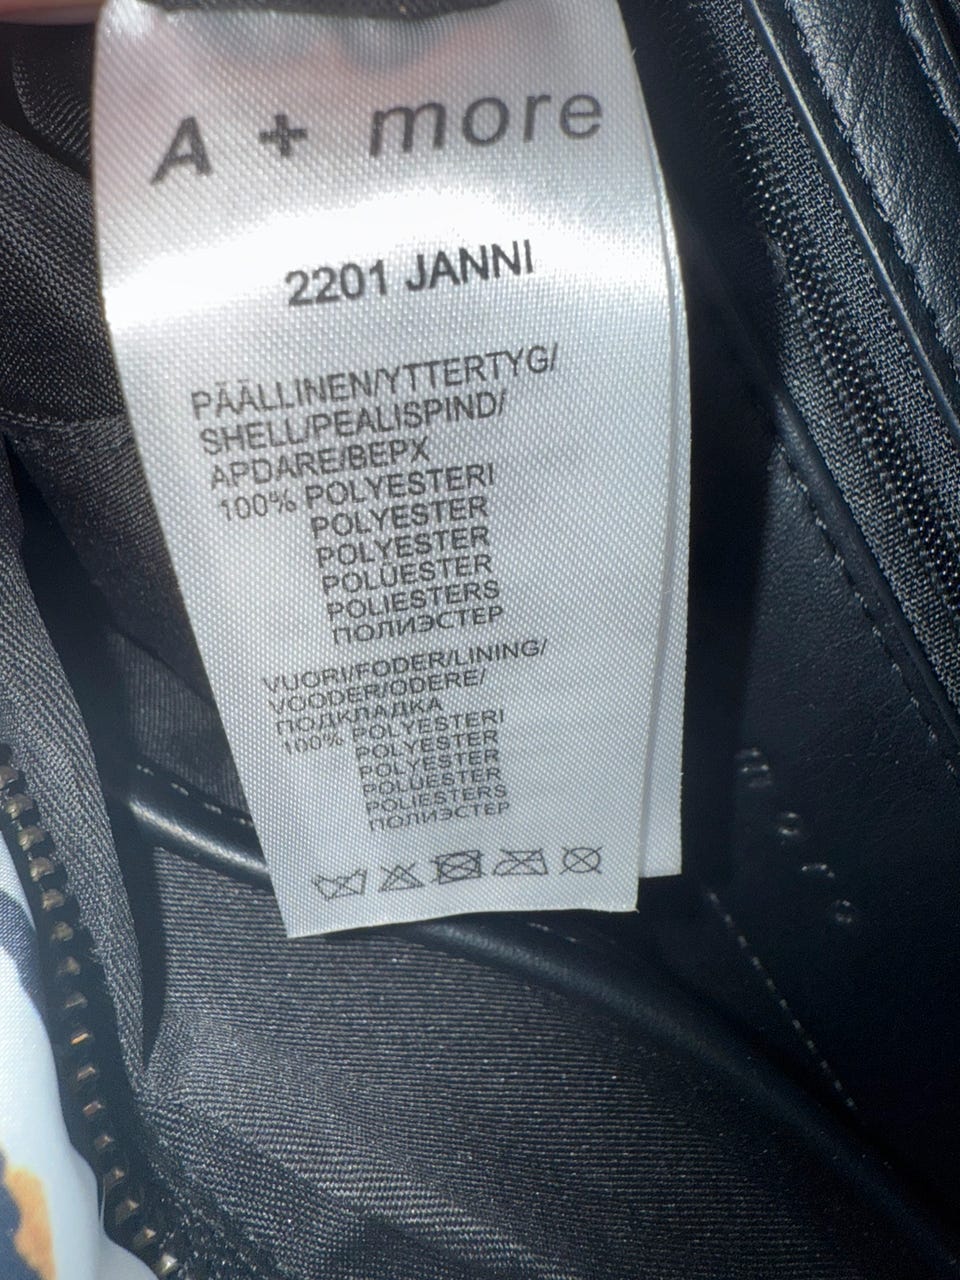 A + more
2201 JANNI
PÄÄLLINEN/YTTERTYG/
SHELL/PEALISPIND/
APDARE/ВЕРХ
100% POLYESTERI
POLYESTER
POLYESTER
POLÜESTER
POLIESTERS
ПОЛИЭСТЕР
VUORI/FODER/LINING/
VOODER/ODERE/
ПОДКЛАДКА
100% POLYESTERI
POLYESTER
POLYESTER
POLÜESTER
POLIESTERS
ПОЛИЭСТЕР